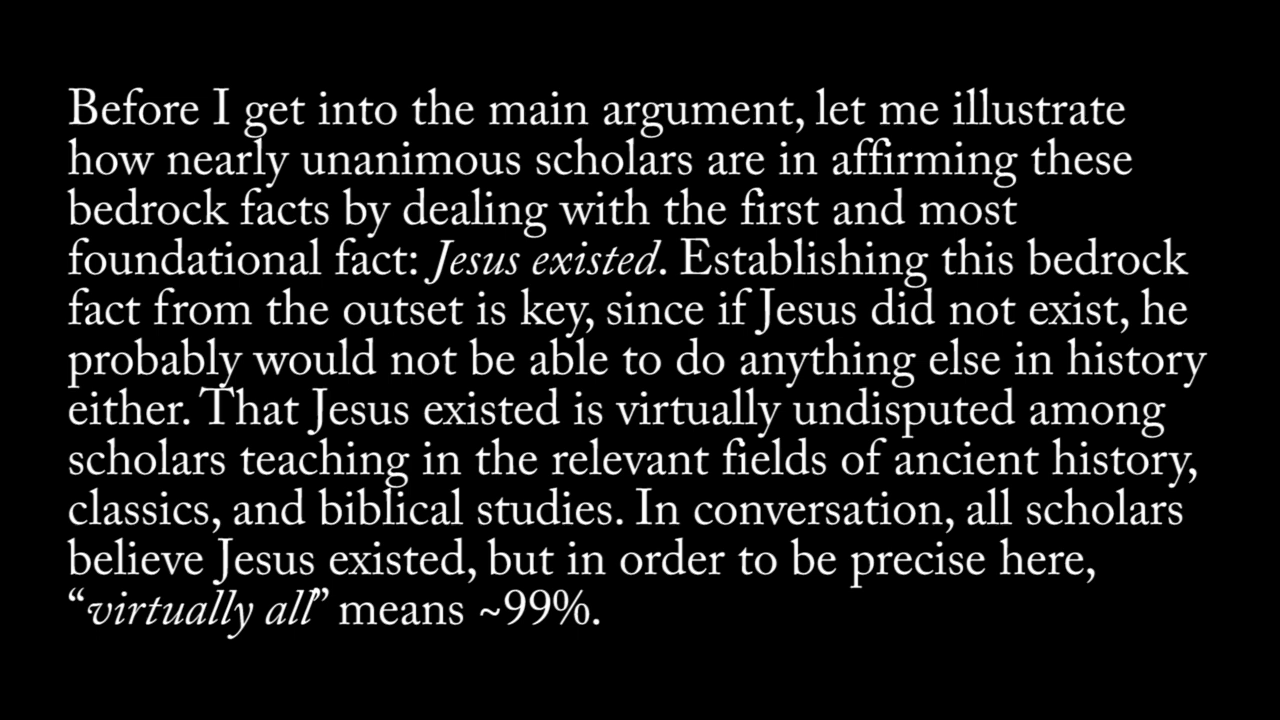 Before I get into the main argument, let me illustrate
how nearly unanimous scholars are in affirming these
bedrock facts by dealing with the first and most
foundational fact: Jesus existed. Establishing this bedrock
fact from the outset is key, since if Jesus did not exist, he
probably would not be able to do anything else in history
either. That Jesus existed is virtually undisputed among
scholars teaching in the relevant fields of ancient history,
classics, and biblical studies. In conversation, all scholars
believe Jesus existed, but in order to be precise here,
“virtually all” means ~99%.